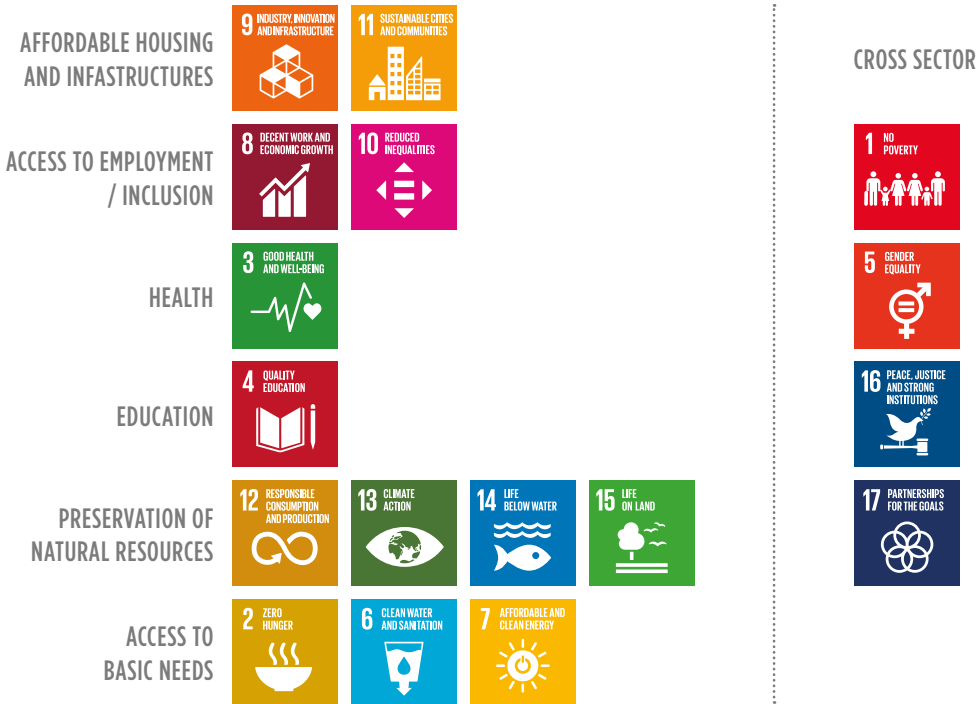 AFFORDABLE HOUSING
AND INFASTRUCTURES
9 INDUSTRY, INNOVATION
AND INFRASTRUCTURE
11 SUSTAINABLE CITIES
AND COMMUNITIES
CROSS SECTOR
ACCESS TO EMPLOYMENT
/ INCLUSION
8 DECENT WORK AND
ECONOMIC GROWTH
10 REDUCED
INEQUALITIES
1 NO
POVERTY
HEALTH
3 GOOD HEALTH
AND WELL-BEING
5 GENDER
EQUALITY
EDUCATION
4 QUALITY
EDUCATION
16 PEACE, JUSTICE
AND STRONG
INSTITUTIONS
PRESERVATION OF
NATURAL RESOURCES
12 RESPONSIBLE
CONSUMPTION
AND PRODUCTION
13 CLIMATE
ACTION
14 LIFE
BELOW WATER
15 LIFE
ON LAND
17 PARTNERSHIPS
FOR THE GOALS
ACCESS TO
BASIC NEEDS
2 ZERO
HUNGER
6 CLEAN WATER
AND SANITATION
7 AFFORDABLE AND
CLEAN ENERGY